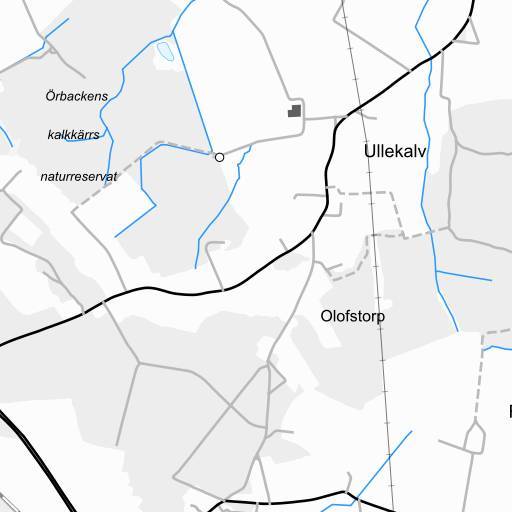 Örbackens
kalkkärrs
naturreservat
Ullekalv
Olofstorp